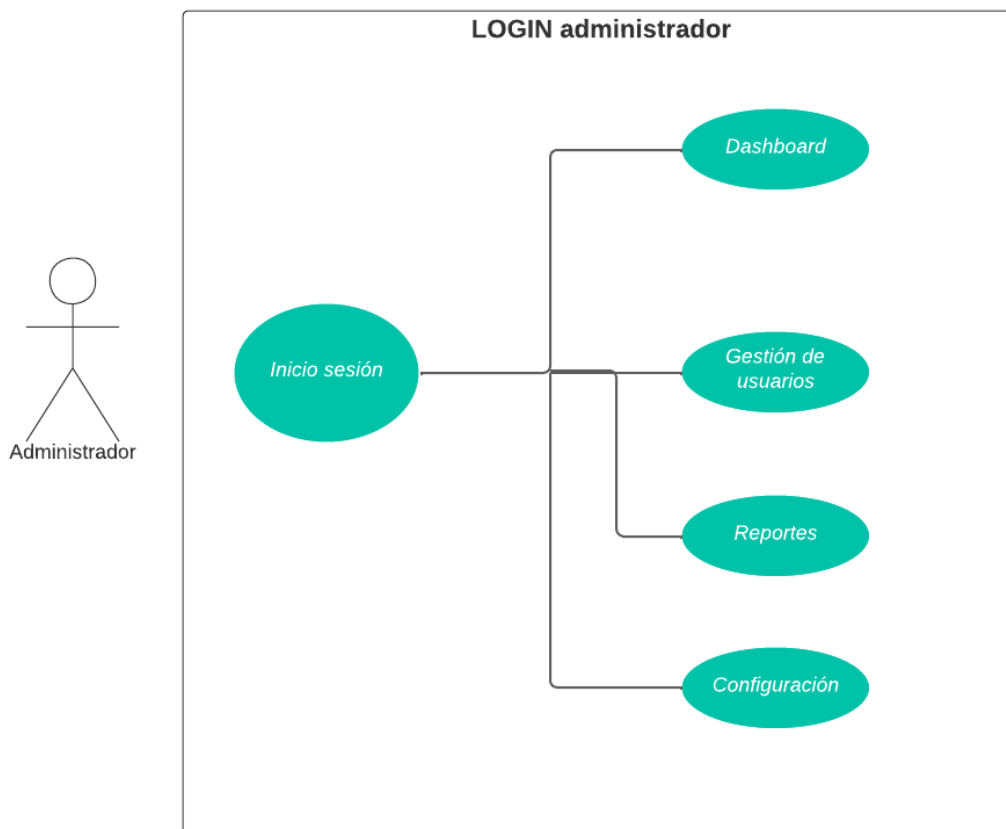 LOGIN administrador
Dashboard
Inicio sesión
Gestión de
usuarios
Administrador
Reportes
Configuración